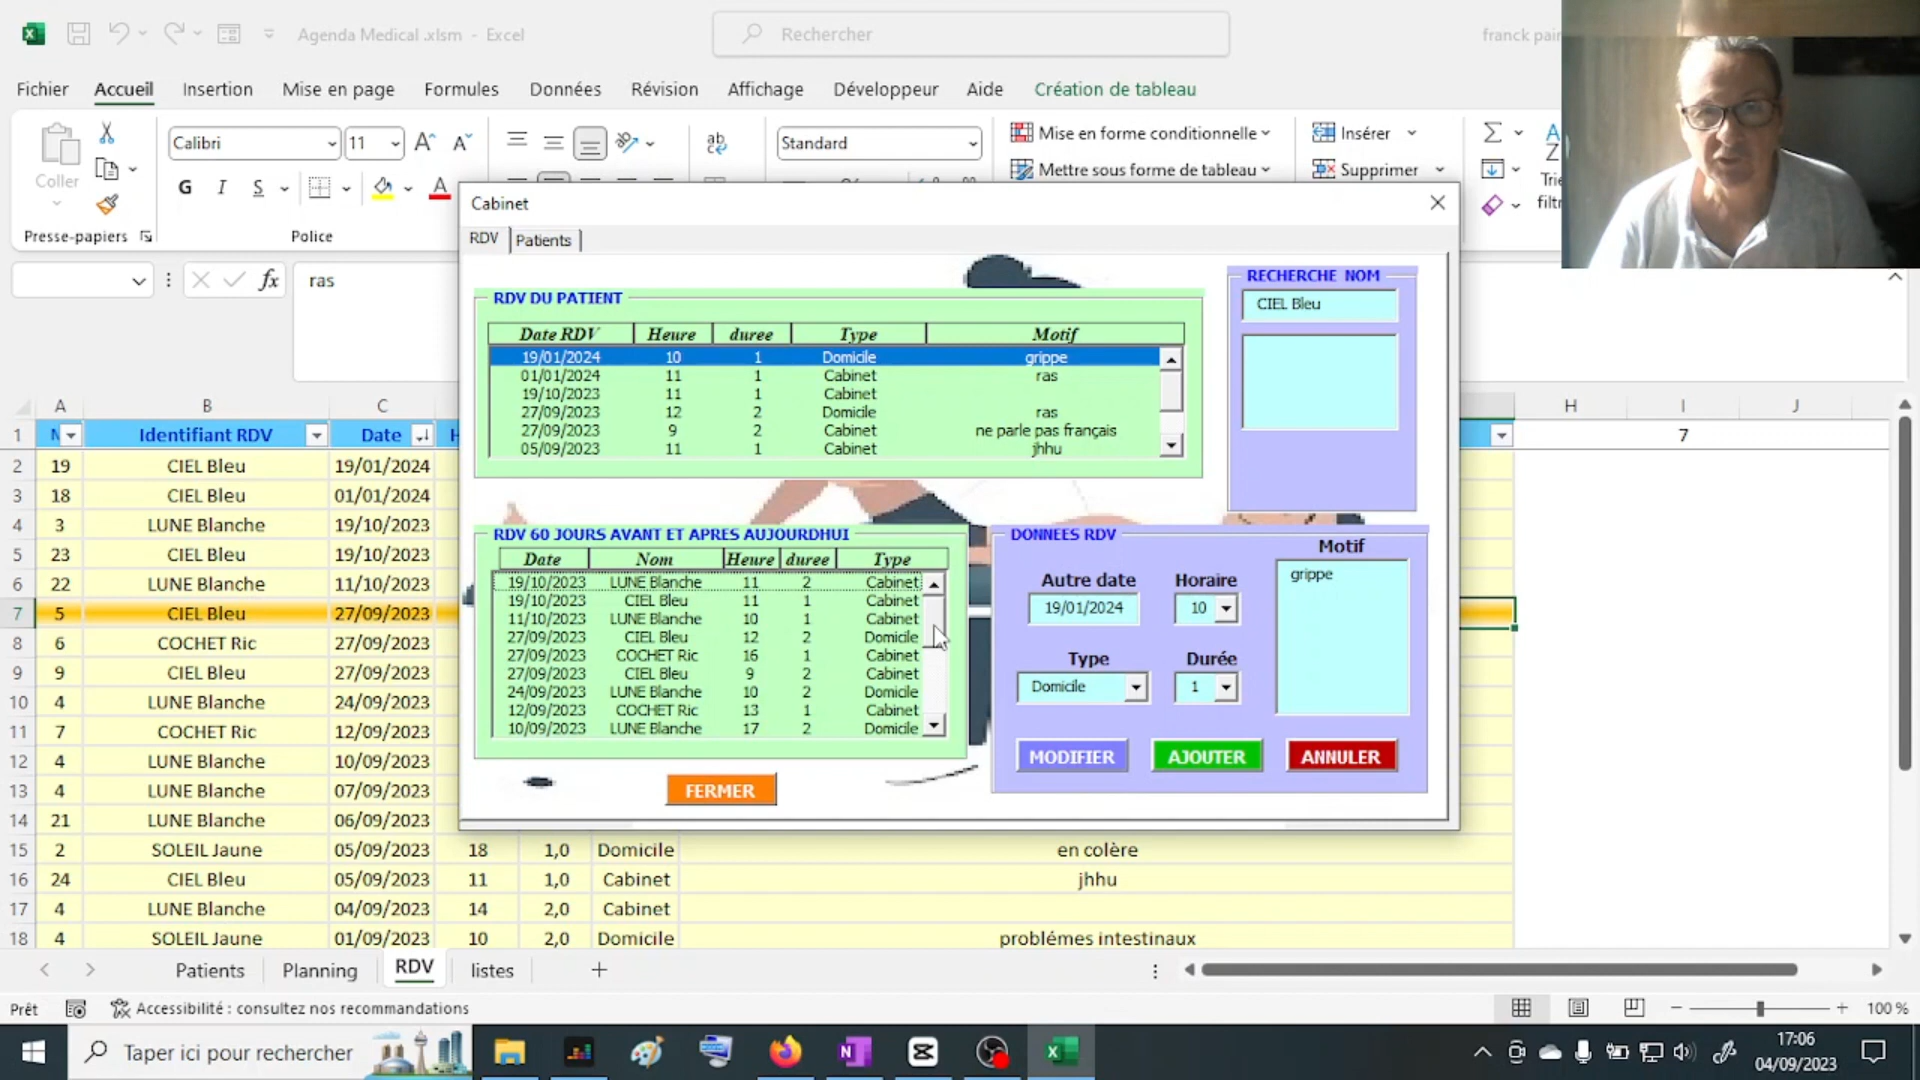 Agenda Medical .xlsm - Excel
Rechercher
franck pain
Fichier Accueil Insertion Mise en page Formules Données Révision Affichage Développeur Aide Création de tableau
Coller
Presse-papiers
Calibri 11
G I S
Police
Standard
Mise en forme conditionnelle
Mettre sous forme de tableau
Insérer
Supprimer
Trie
filtr
fx ras
A B C H I J
1 N Identifiant RDV Date H 7
2 19 CIEL Bleu 19/01/2024
3 18 CIEL Bleu 01/01/2024
4 3 LUNE Blanche 19/10/2023
5 23 CIEL Bleu 19/10/2023
6 22 LUNE Blanche 11/10/2023
7 5 CIEL Bleu 27/09/2023
8 6 COCHET Ric 27/09/2023
9 9 CIEL Bleu 27/09/2023
10 4 LUNE Blanche 24/09/2023
11 7 COCHET Ric 12/09/2023
12 4 LUNE Blanche 10/09/2023
13 4 LUNE Blanche 07/09/2023
14 21 LUNE Blanche 06/09/2023
15 2 SOLEIL Jaune 05/09/2023 18 1,0 Domicile en colère
16 24 CIEL Bleu 05/09/2023 11 1,0 Cabinet jhhu
17 4 LUNE Blanche 04/09/2023 14 2,0 Cabinet
18 4 SOLEIL Jaune 01/09/2023 10 2,0 Domicile problémes intestinaux
Cabinet
RDV Patients
RDV DU PATIENT
Date RDV Heure duree Type Motif
19/01/2024 10 1 Domicile grippe
01/01/2024 11 1 Cabinet ras
19/10/2023 11 1 Cabinet
27/09/2023 12 2 Domicile ras
27/09/2023 9 2 Cabinet ne parle pas français
05/09/2023 11 1 Cabinet jhhu
RECHERCHE NOM
CIEL Bleu
RDV 60 JOURS AVANT ET APRES AUJOURDHUI
Date Nom Heure duree Type
19/10/2023 LUNE Blanche 11 2 Cabinet
19/10/2023 CIEL Bleu 11 1 Cabinet
11/10/2023 LUNE Blanche 10 1 Cabinet
27/09/2023 CIEL Bleu 12 2 Domicile
27/09/2023 COCHET Ric 16 1 Cabinet
27/09/2023 CIEL Bleu 9 2 Cabinet
24/09/2023 LUNE Blanche 10 2 Domicile
12/09/2023 COCHET Ric 13 1 Cabinet
10/09/2023 LUNE Blanche 17 2 Domicile
FERMER
DONNEES RDV
Autre date Horaire Motif
19/01/2024 10 grippe
Type Durée
Domicile 1
MODIFIER AJOUTER ANNULER
Patients Planning RDV listes
Prêt Accessibilité : consultez nos recommandations 100 %
Taper ici pour rechercher
17:06
04/09/2023